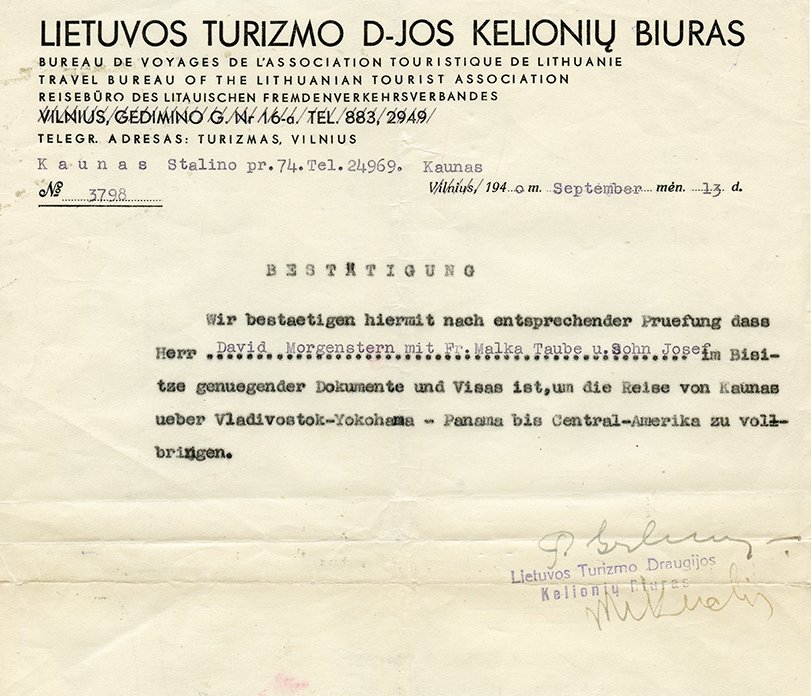 LIETUVOS TURIZMO D-JOS KELIONIŲ BIURAS
BUREAU DE VOYAGES DE L'ASSOCIATION TOURISTIQUE DE LITHUANIE
TRAVEL BUREAU OF THE LITHUANIAN TOURIST ASSOCIATION
REISEBÜRO DES LITAUISCHEN FREMDENVERKEHRSVERBANDES
VILNIUS, GEDIMINO G. Nr 16-a. TEL. 883, 2949
TELEGR. ADRESAS: TURIZMAS, VILNIUS
Kaunas Stalino pr.74.Tel.24969. Kaunas
№ 3798 Vilnius, 194 o m. September mėn. 13 d.
BESTÄTIGUNG
Wir bestaetigen hiermit nach entsprechender Pruefung dass
Herr David Morgenstern mit Fr.Malka Taube u.Sohn Josef im Bisi-
tze genuegender Dokumente und Visas ist,um die Reise von Kaunas
ueber Vladivostok-Yokohama - Panama bis Central-Amerika zu voll-
bringen.
Lietuvos Turizmo Draugijos
Kelionių Biuras